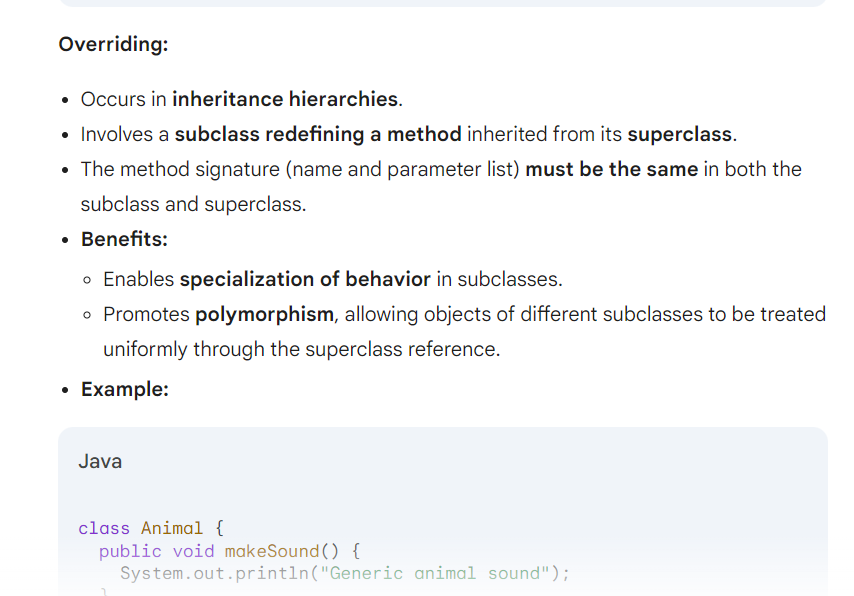 Overriding:
• Occurs in inheritance hierarchies.
• Involves a subclass redefining a method inherited from its superclass.
• The method signature (name and parameter list) must be the same in both the
subclass and superclass.
• Benefits:
◦ Enables specialization of behavior in subclasses.
◦ Promotes polymorphism, allowing objects of different subclasses to be treated
uniformly through the superclass reference.
• Example:
Java
class Animal {
public void makeSound() {
System.out.println("Generic animal sound");
}